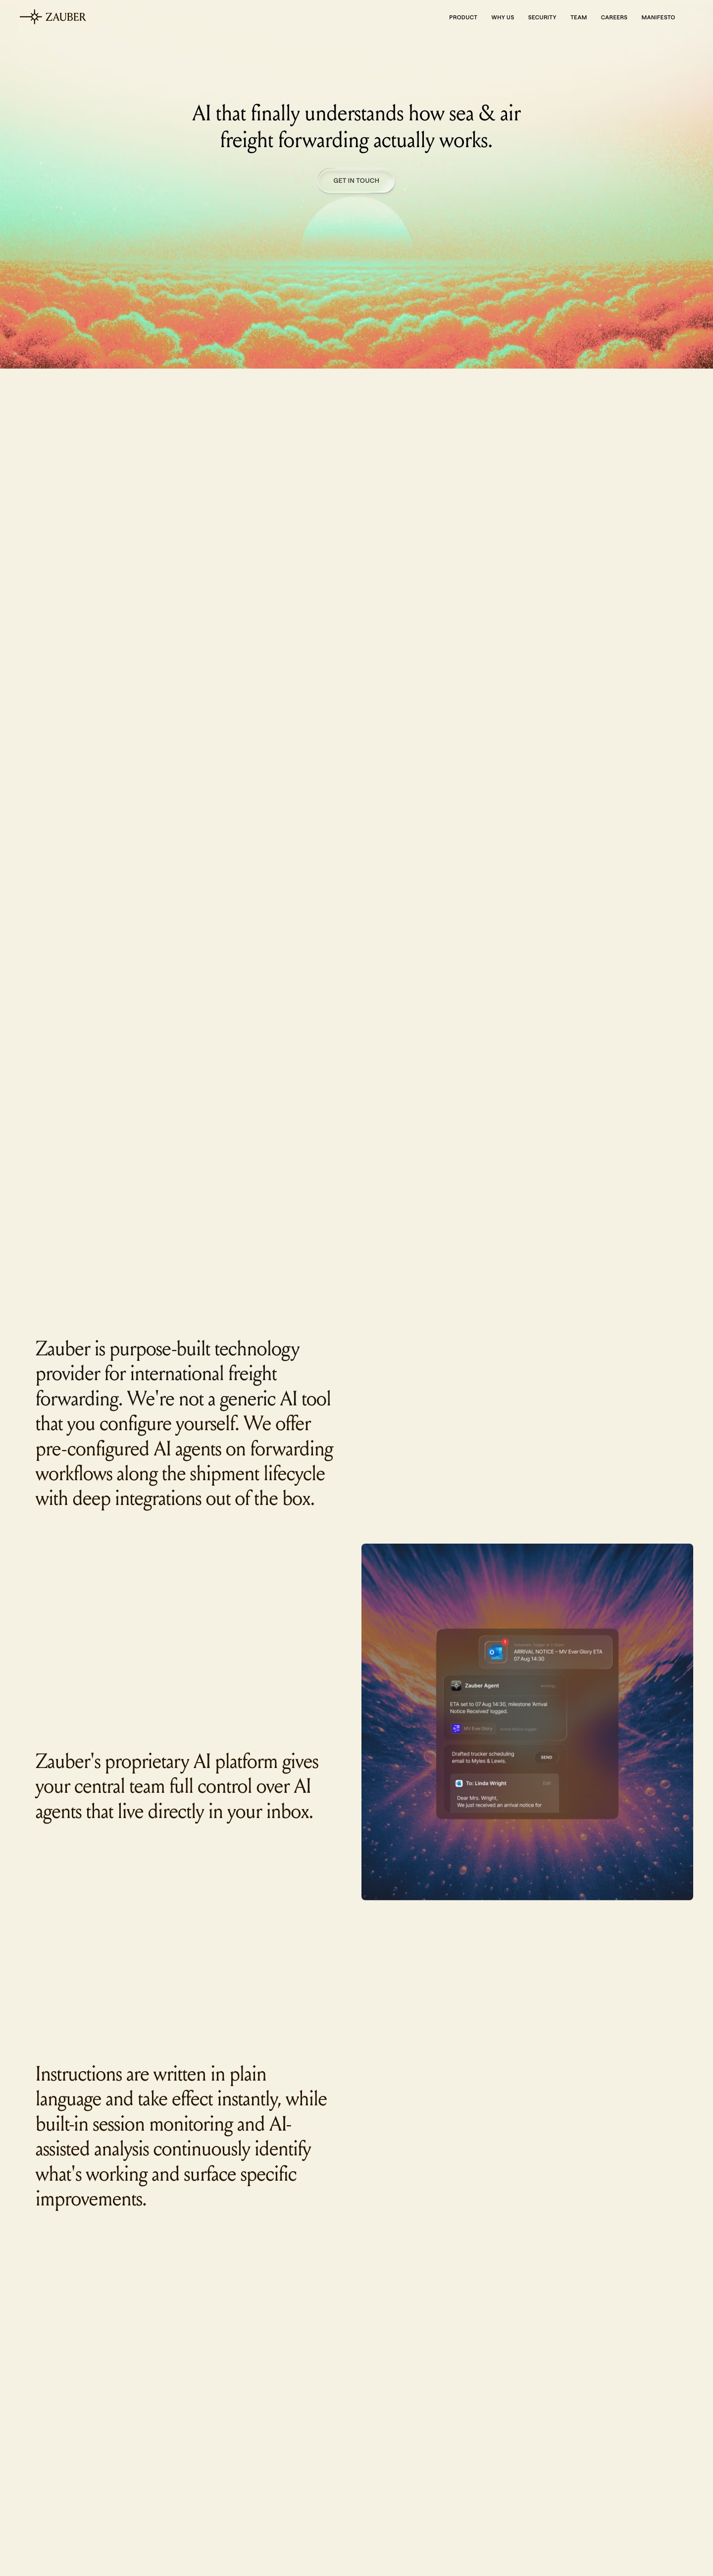 ZAUBER
PRODUCT WHY US SECURITY TEAM CAREERS MANIFESTO
AI that finally understands how sea & air
freight forwarding actually works.
GET IN TOUCH
Zauber is purpose-built technology
provider for international freight
forwarding. We're not a generic AI tool
that you configure yourself. We offer
pre-configured AI agents on forwarding
workflows along the shipment lifecycle
with deep integrations out of the box.
ARRIVAL NOTICE – MV Ever Glory ETA
07 Aug 14:30
Zauber Agent
ETA set to 07 Aug 14:30, milestone 'Arrival
Notice Received' logged.
MV Ever Glory
Drafted trucker scheduling
email to Myles & Lewis.
SEND
To: Linda Wright
Edit
Dear Mrs. Wright,
We just received an arrival notice for
Zauber's proprietary AI platform gives
your central team full control over AI
agents that live directly in your inbox.
Instructions are written in plain
language and take effect instantly, while
built-in session monitoring and AI-
assisted analysis continuously identify
what's working and surface specific
improvements.